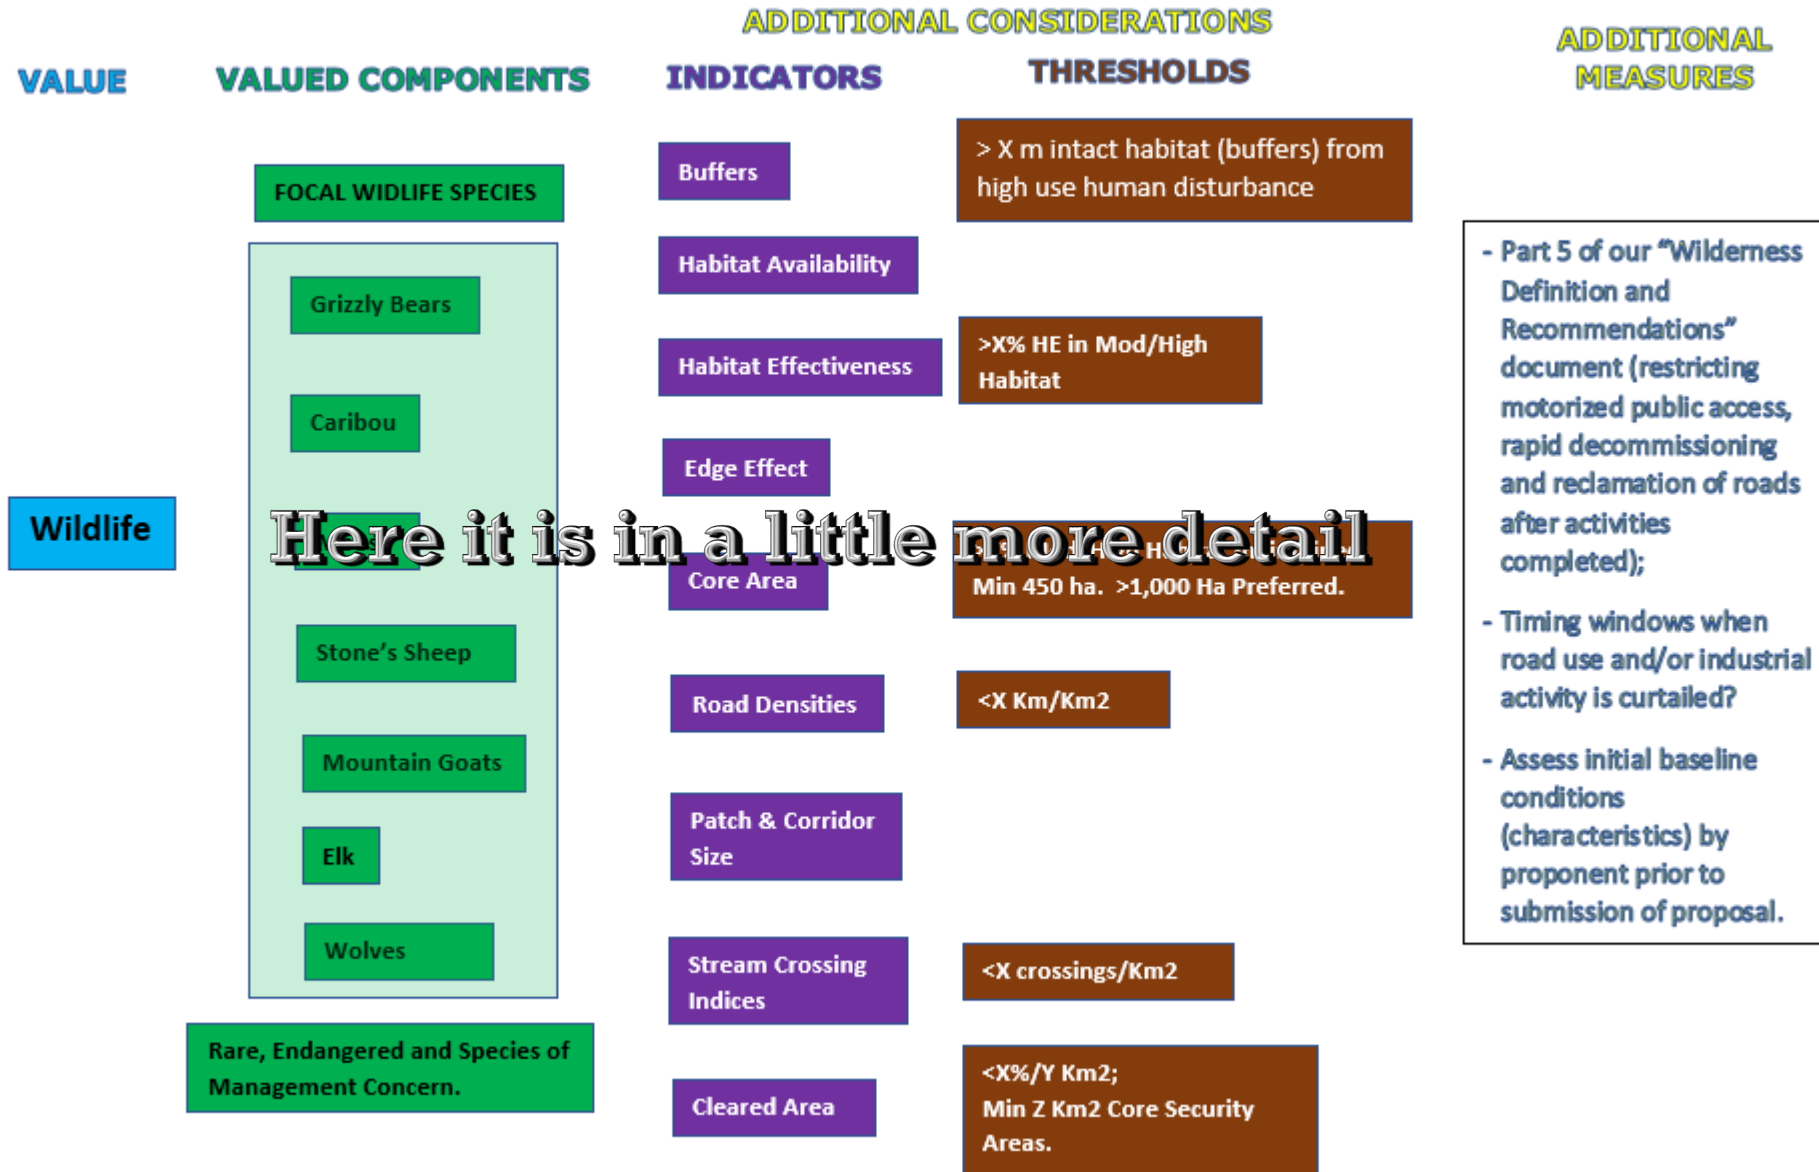 ADDITIONAL CONSIDERATIONS
ADDITIONAL
MEASURES
VALUE
VALUED COMPONENTS
INDICATORS
THRESHOLDS
Wildlife
FOCAL WIDLIFE SPECIES
Grizzly Bears
Caribou
Stone's Sheep
Mountain Goats
Elk
Wolves
Rare, Endangered and Species of
Management Concern.
Here it is in a little more detail
Buffers
Habitat Availability
Habitat Effectiveness
Edge Effect
Core Area
Road Densities
Patch & Corridor
Size
Stream Crossing
Indices
Cleared Area
> X m intact habitat (buffers) from
high use human disturbance
>X% HE in Mod/High
Habitat
Min 450 ha. >1,000 Ha Preferred.
<X Km/Km2
<X crossings/Km2
<X%/Y Km2;
Min Z Km2 Core Security
Areas.
- Part 5 of our “Wilderness
Definition and
Recommendations”
document (restricting
motorized public access,
rapid decommissioning
and reclamation of roads
after activities
completed);
- Timing windows when
road use and/or industrial
activity is curtailed?
- Assess initial baseline
conditions
(characteristics) by
proponent prior to
submission of proposal.